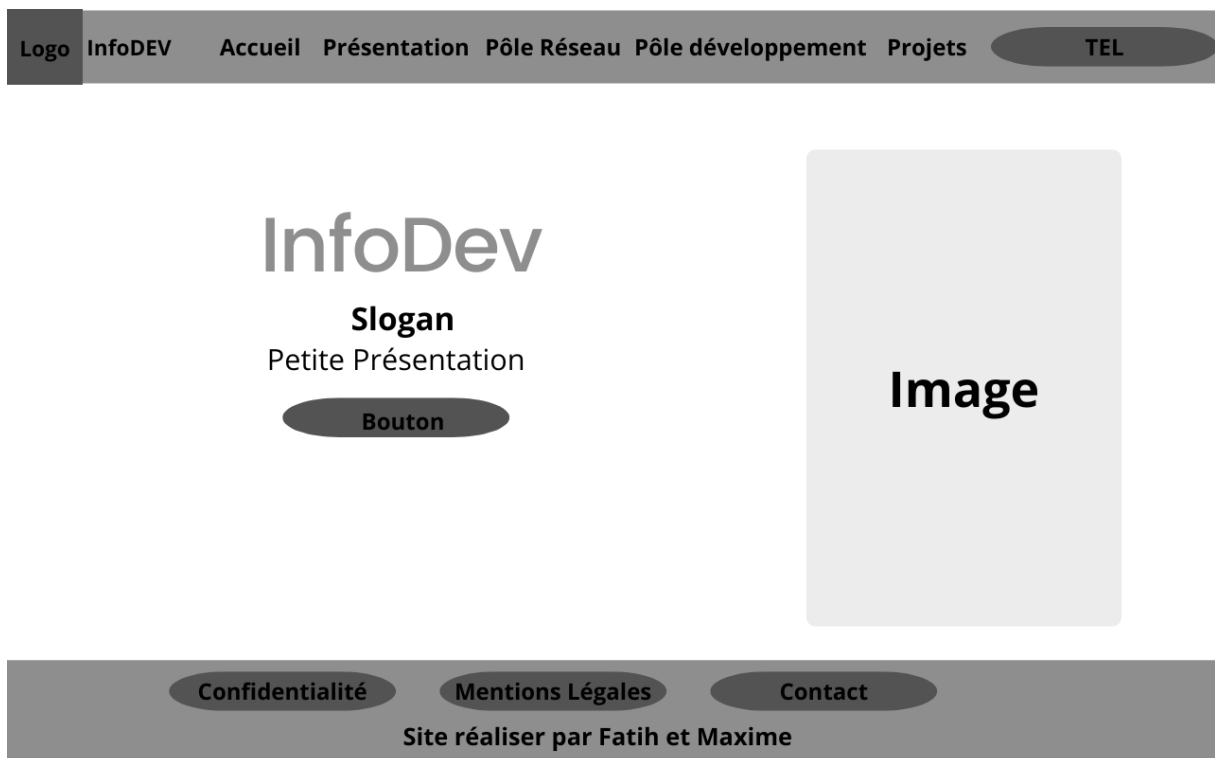 Logo InfoDEV Accueil Présentation Pôle Réseau Pôle développement Projets TEL
InfoDev
Slogan
Petite Présentation
Bouton
Image
Confidentialité Mentions Légales Contact
Site réaliser par Fatih et Maxime